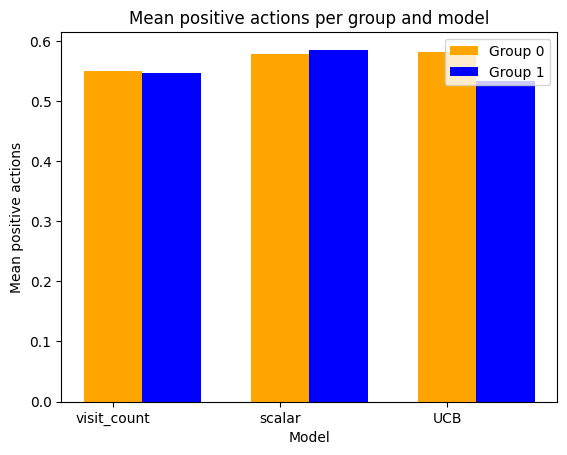 Mean positive actions per group and model
0.6
0.5
0.4
0.3
0.2
0.1
0.0
Mean positive actions
Group 0
Group 1
visit_count scalar UCB
Model